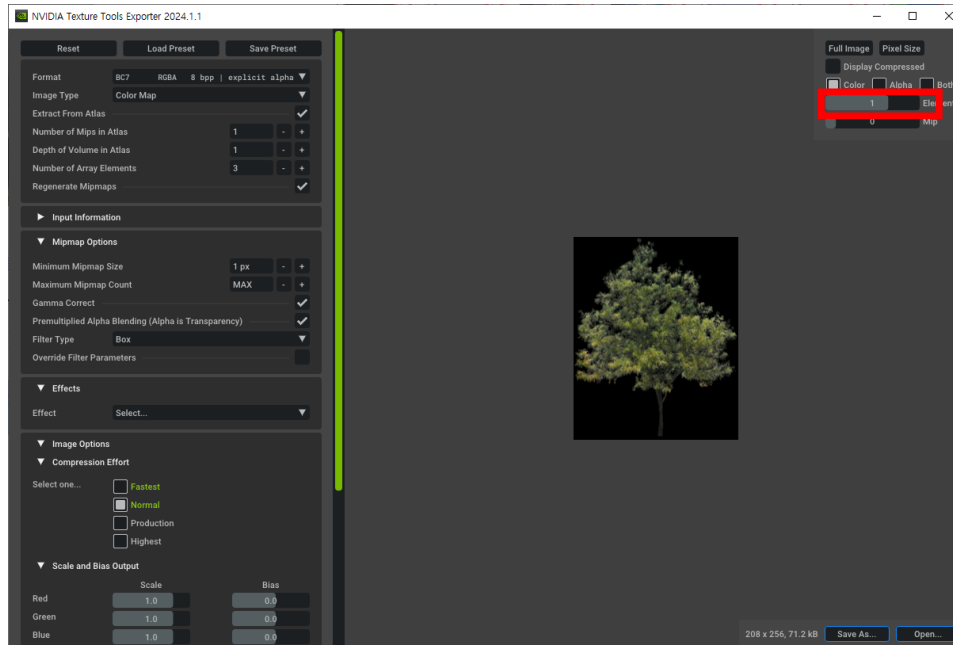 NVIDIA Texture Tools Exporter 2024.1.1
Reset Load Preset Save Preset
Format BC7 RGBA 8 bpp | explicit alpha
Image Type Color Map
Extract From Atlas
Number of Mips in Atlas 1 - +
Depth of Volume in Atlas 1 - +
Number of Array Elements 3 - +
Regenerate Mipmaps
Input Information
Mipmap Options
Minimum Mipmap Size 1 px - +
Maximum Mipmap Count MAX - +
Gamma Correct
Premultiplied Alpha Blending (Alpha is Transparency)
Filter Type Box
Override Filter Parameters
Effects
Effect Select...
Image Options
Compression Effort
Select one... Fastest
Normal
Production
Highest
Scale and Bias Output
Scale Bias
Red 1.0 0.0
Green 1.0 0.0
Blue 1.0 0.0
Full Image Pixel Size
Display Compressed
Color Alpha Both
1 Element
0 Mip
208 x 256, 71.2 kB Save As... Open...